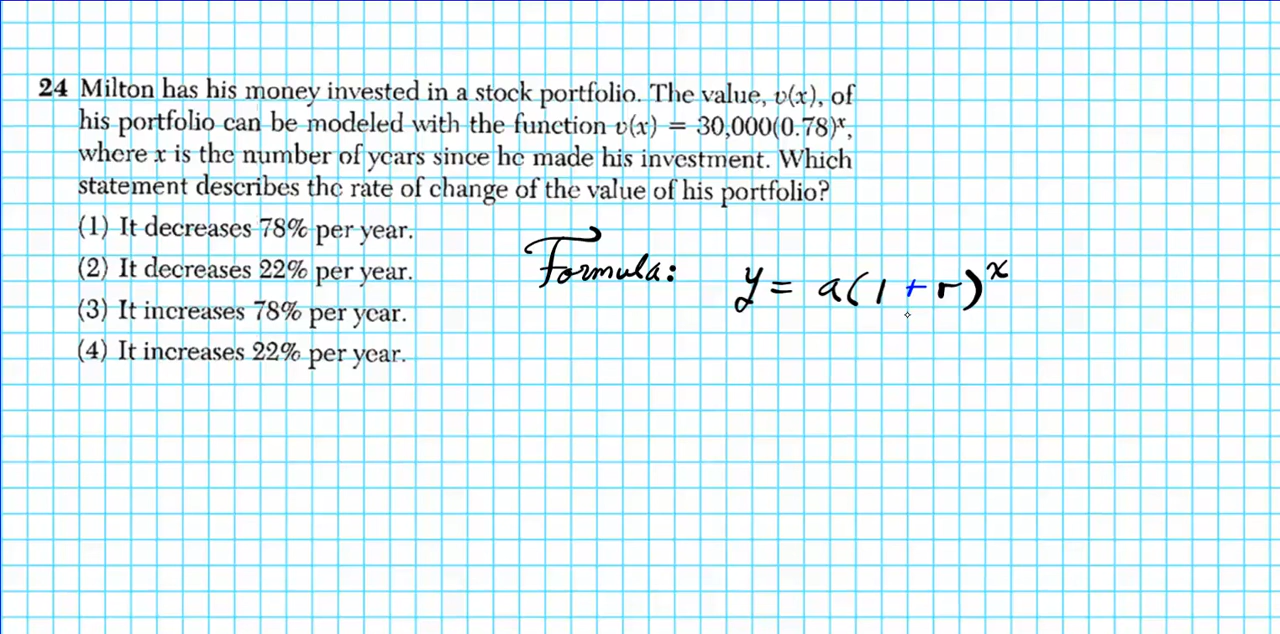 24 Milton has his money invested in a stock portfolio. The value, v(x), of
his portfolio can be modeled with the function v(x) = 30,000(0.78)ˣ,
where x is the number of years since he made his investment. Which
statement describes the rate of change of the value of his portfolio?
(1) It decreases 78% per year.
(2) It decreases 22% per year.
(3) It increases 78% per year.
(4) It increases 22% per year.
Formula: y = a(1 + r)ˣ